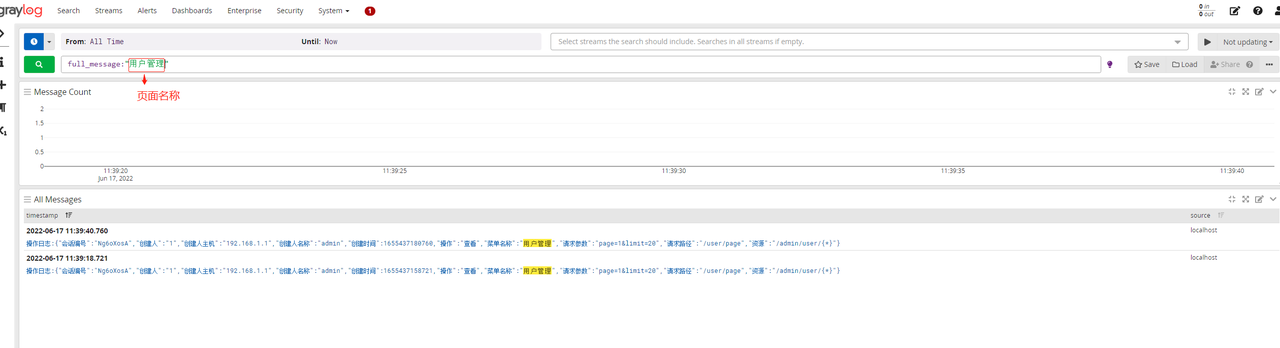 graylog Search Streams Alerts Dashboards Enterprise Security System 1 0 in
0 out
From: All Time Until: Now Select streams the search should include. Searches in all streams if empty. Not updating
full_message:"用户管理" Save Load Share
页面名称
Message Count
2
1.5
1
0.5
0
11:39:20 11:39:25 11:39:30 11:39:35 11:39:40
Jun 17, 2022
All Messages
timestamp source
2022-06-17 11:39:40.760 localhost
操作日志:{"会话编号":"Ng6oXosA","创建人":"1","创建人主机":"192.168.1.1","创建人名称":"admin","创建时间":1655437180760,"操作":"查看","菜单名称":"用户管理","请求参数":"page=1&limit=20","请求路径":"/user/page","资源":"/admin/user/{*}"}
2022-06-17 11:39:18.721 localhost
操作日志:{"会话编号":"Ng6oXosA","创建人":"1","创建人主机":"192.168.1.1","创建人名称":"admin","创建时间":1655437158721,"操作":"查看","菜单名称":"用户管理","请求参数":"page=1&limit=20","请求路径":"/user/page","资源":"/admin/user/{*}"}